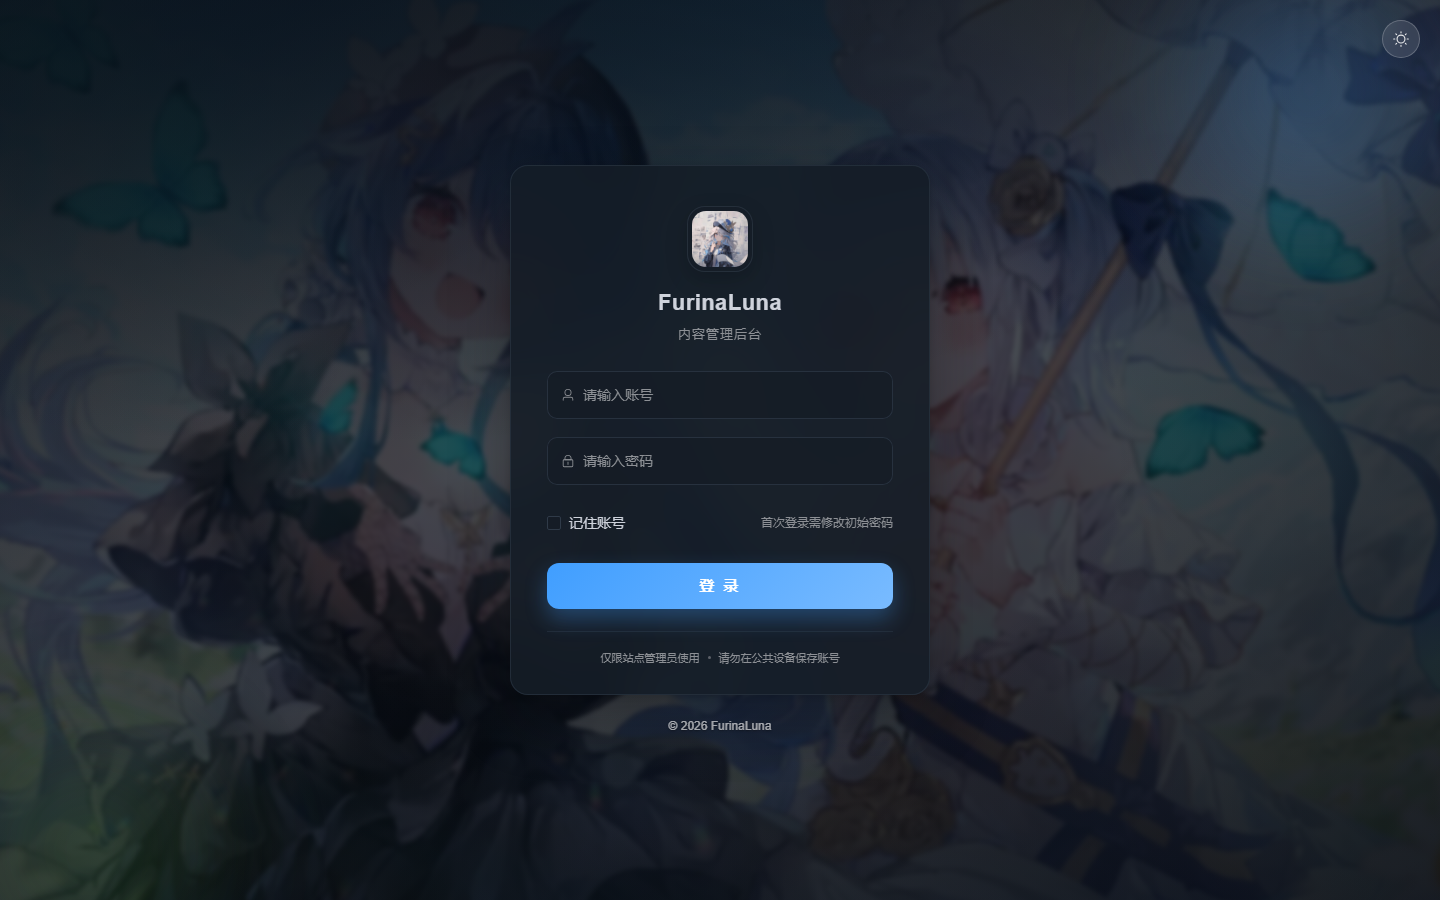 FurinaLuna
内容管理后台
请输入账号
请输入密码
记住账号
首次登录需修改初始密码
登 录
仅限站点管理员使用 • 请勿在公共设备保存账号
© 2026 FurinaLuna